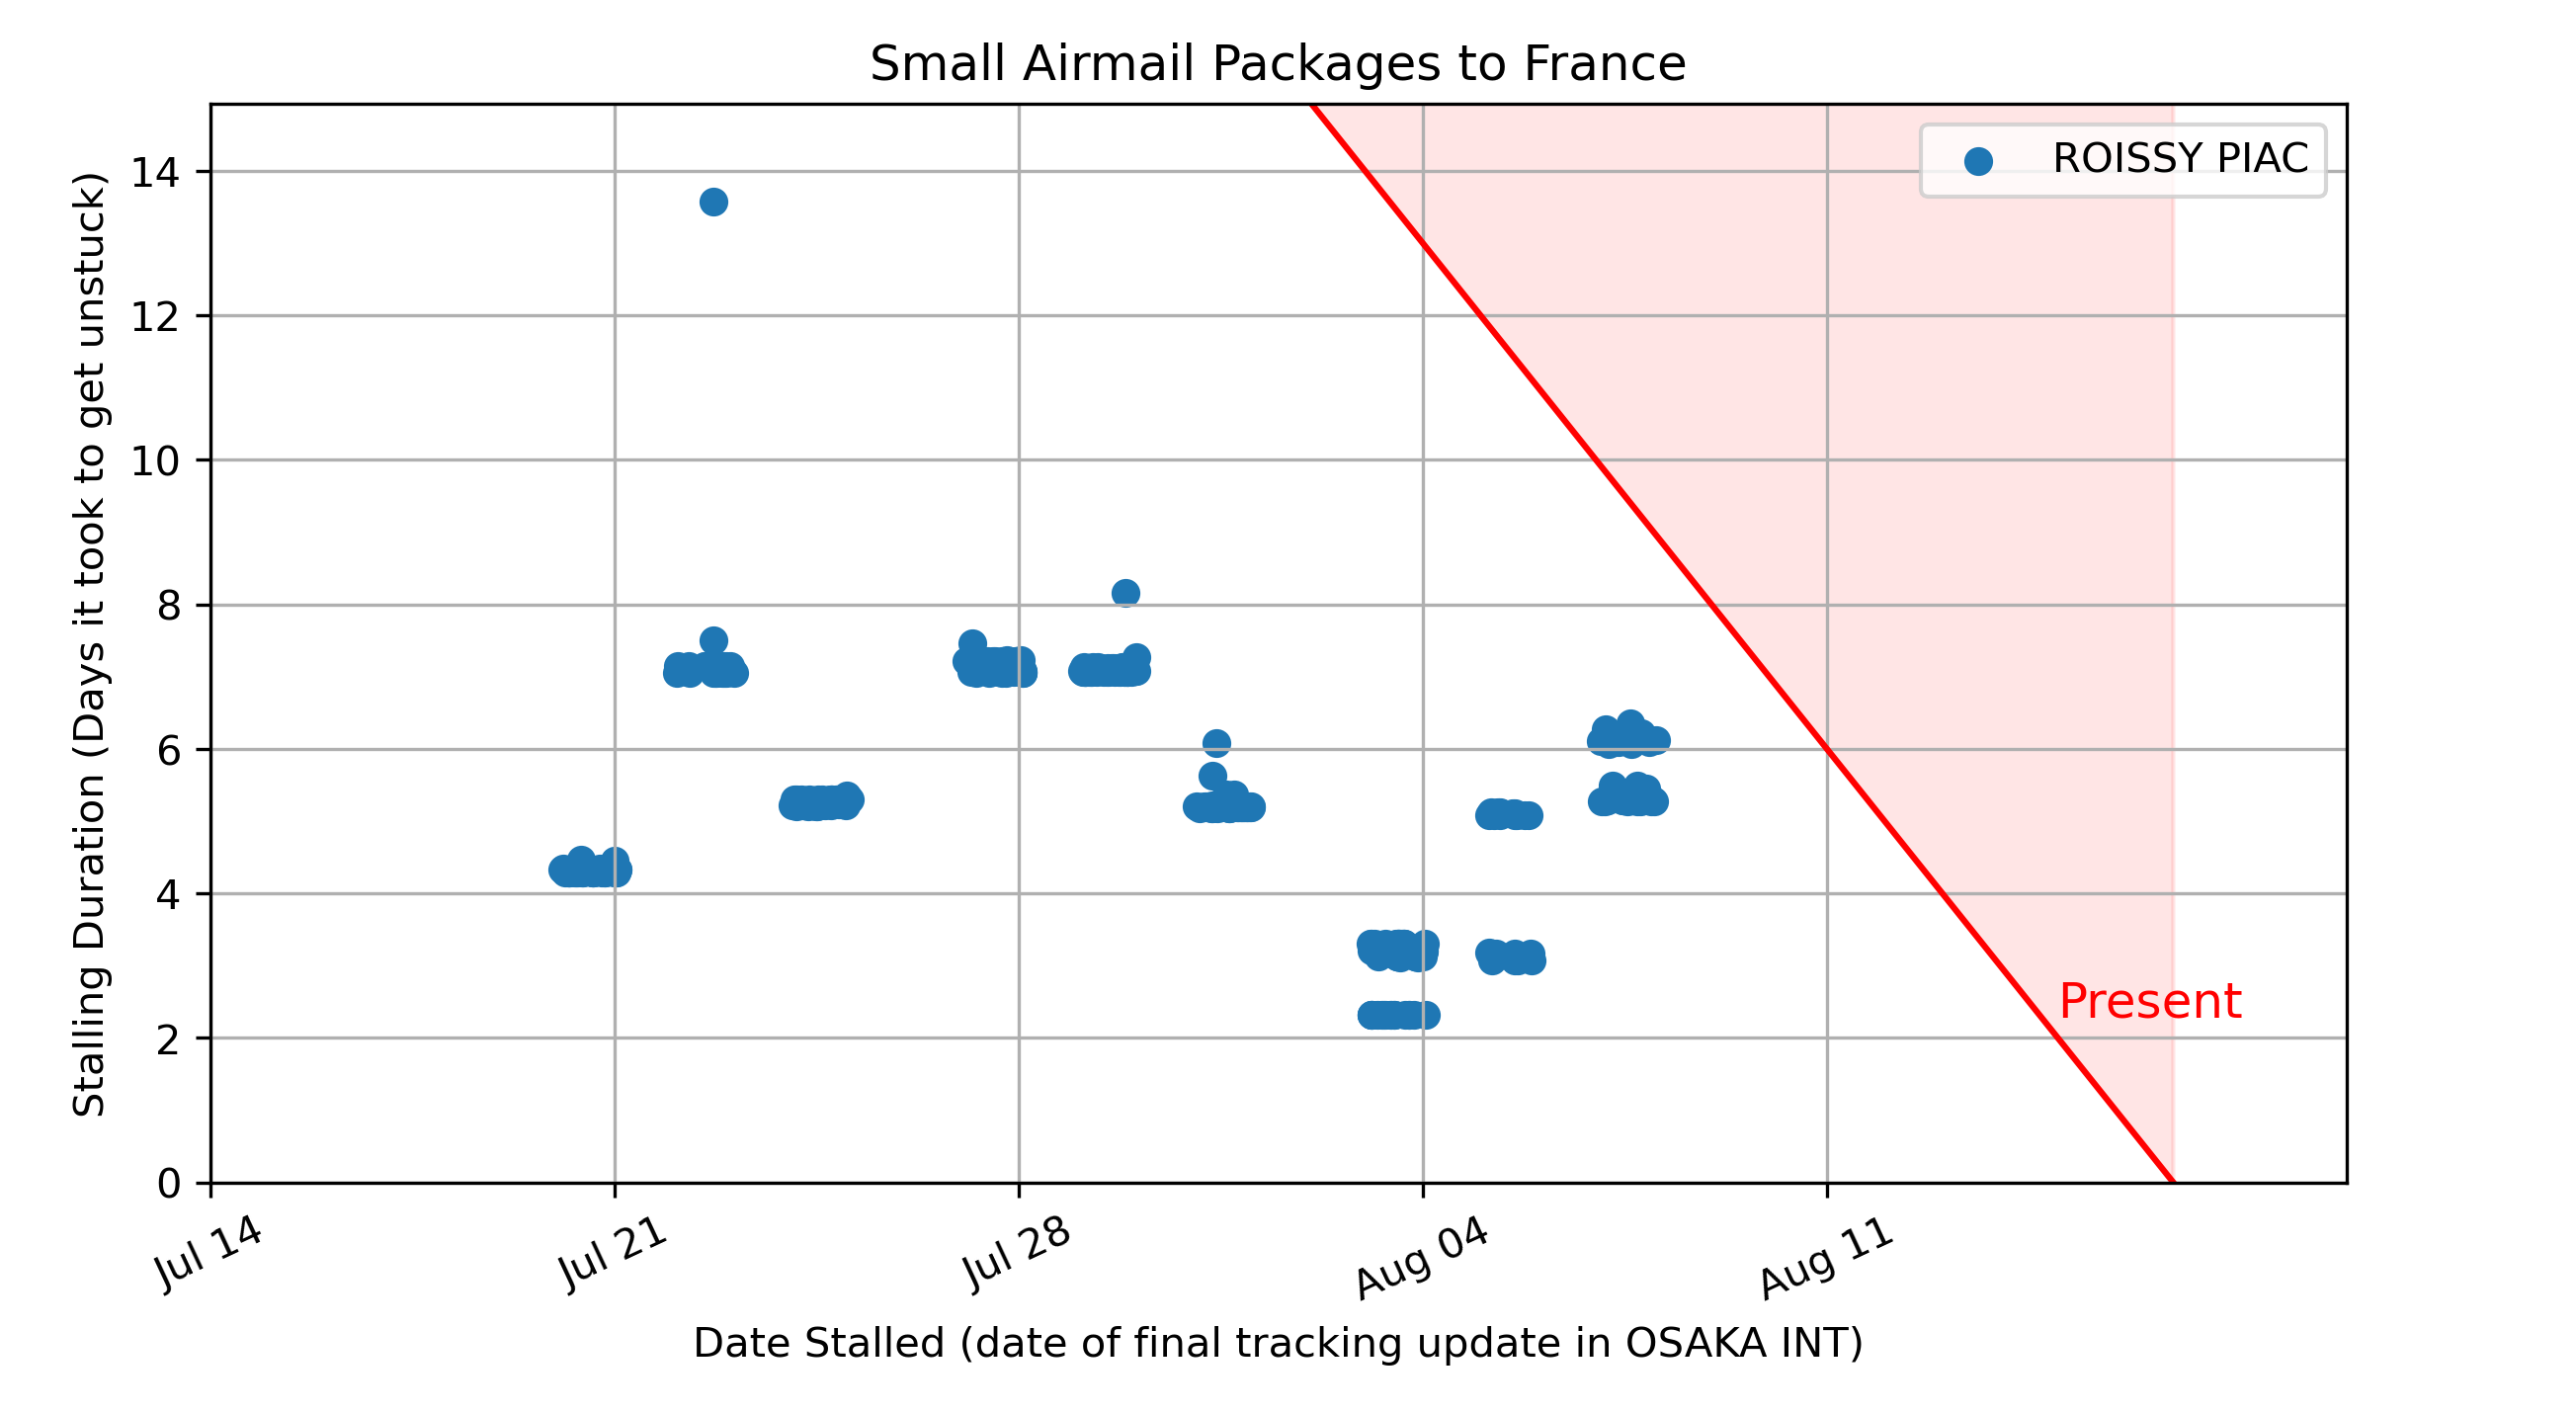 Small Airmail Packages to France
Stalling Duration (Days it took to get unstuck)
14
12
10
8
6
4
2
0
ROISSY PIAC
Present
Jul 14
Jul 21
Jul 28
Aug 04
Aug 11
Date Stalled (date of final tracking update in OSAKA INT)